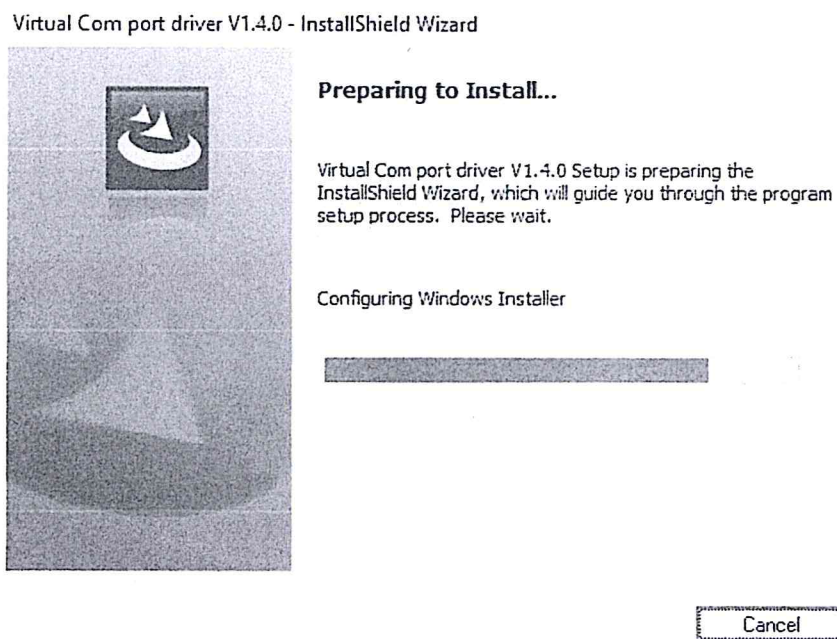 Virtual Com port driver V1.4.0 - InstallShield Wizard
Preparing to Install...
Virtual Com port driver V1.4.0 Setup is preparing the
InstallShield Wizard, which will guide you through the program
setup process. Please wait.
Configuring Windows Installer
Cancel